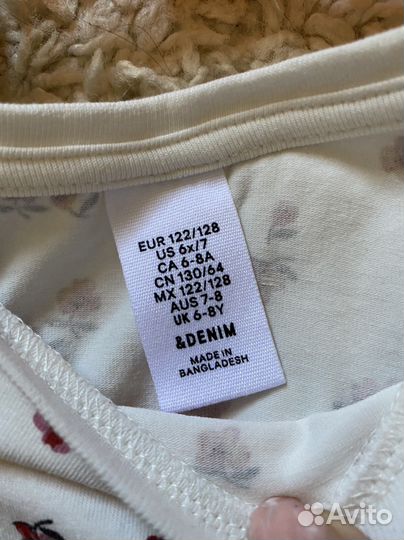 EUR 122/128
US 6x/7
CA 6-8A
CN 130/64
MX 122/128
AUS 7-8
UK 6-8Y
&DENIM
MADE IN
BANGLADESH
Avito